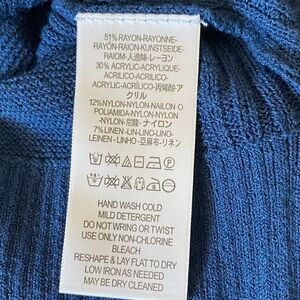 51% RAYON-RAYONNE-
RAYÓN-RAION-KUNSTSEIDE-
RAIOM-人造絲-レーヨン
30% ACRYLIC-ACRYLIQUE-
ACRILICO-ACRILICO-
ACRYLIC-ACRÍLICO-丙烯酸-ア
クリル
12%NYLON-NYLON-NAILON O
POLIAMIDA-NYLON-NYLON
-NYLON-尼龍- ナイロン
7% LINEN-LIN-LINO-LINO-
LEINEN - LINHO -亞麻布-リネン
HAND WASH COLD
MILD DETERGENT
DO NOT WRING OR TWIST
USE ONLY NON-CHLORINE
BLEACH
RESHAPE & LAY FLAT TO DRY
LOW IRON AS NEEDED
MAY BE DRY CLEANED